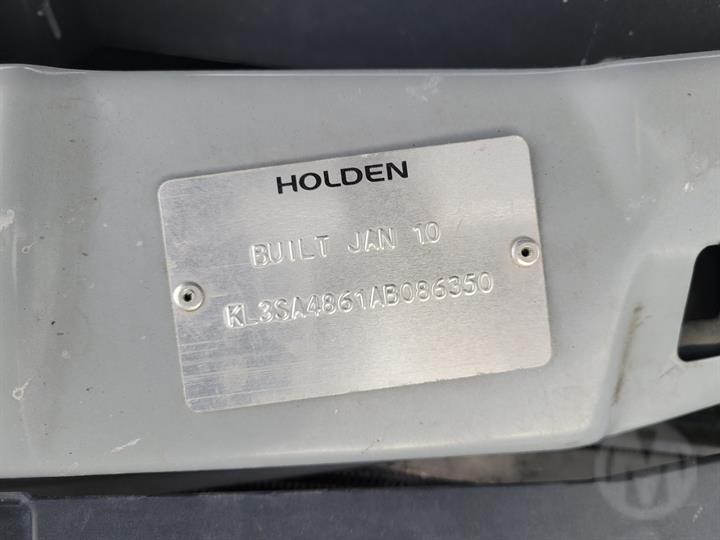 HOLDEN
BUILT JAN 10
KL3SA4861AB086350
M